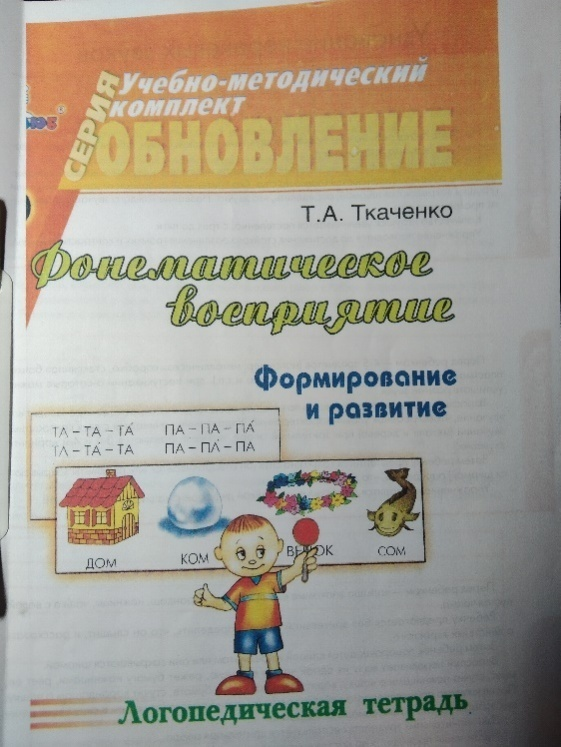 Учебно-методический
комплект
СЕРИЯ
ОБНОВЛЕНИЕ
Т.А. Ткаченко
Фонематическое
восприятие
Формирование
и развитие
ТА – ТА – ТА́ ПА – ПА – ПА́
ТА – ТА́ – ТА ПА – ПА́ – ПА
ДОМ КОМ СОМ
Логопедическая тетрадь